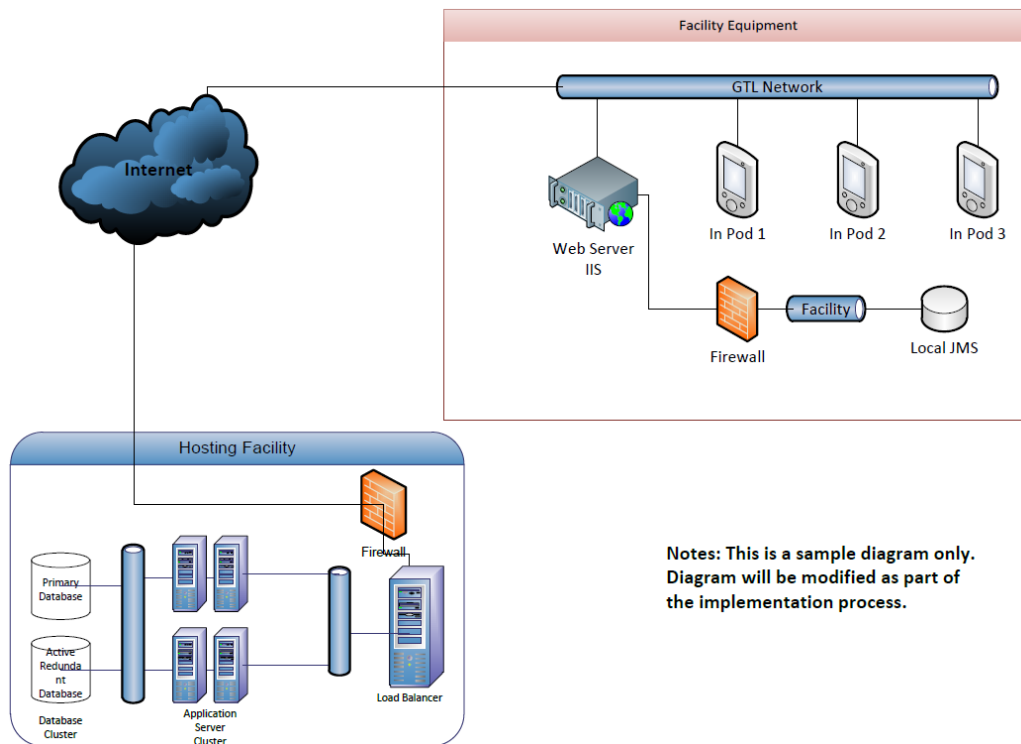 Facility Equipment
GTL Network
Internet
Web Server
IIS
In Pod 1
In Pod 2
In Pod 3
Firewall
Facility
Local JMS
Hosting Facility
Firewall
Primary
Database
Active
Redunda
nt
Database
Database
Cluster
Application
Server
Cluster
Load Balancer
Notes: This is a sample diagram only.
Diagram will be modified as part of
the implementation process.